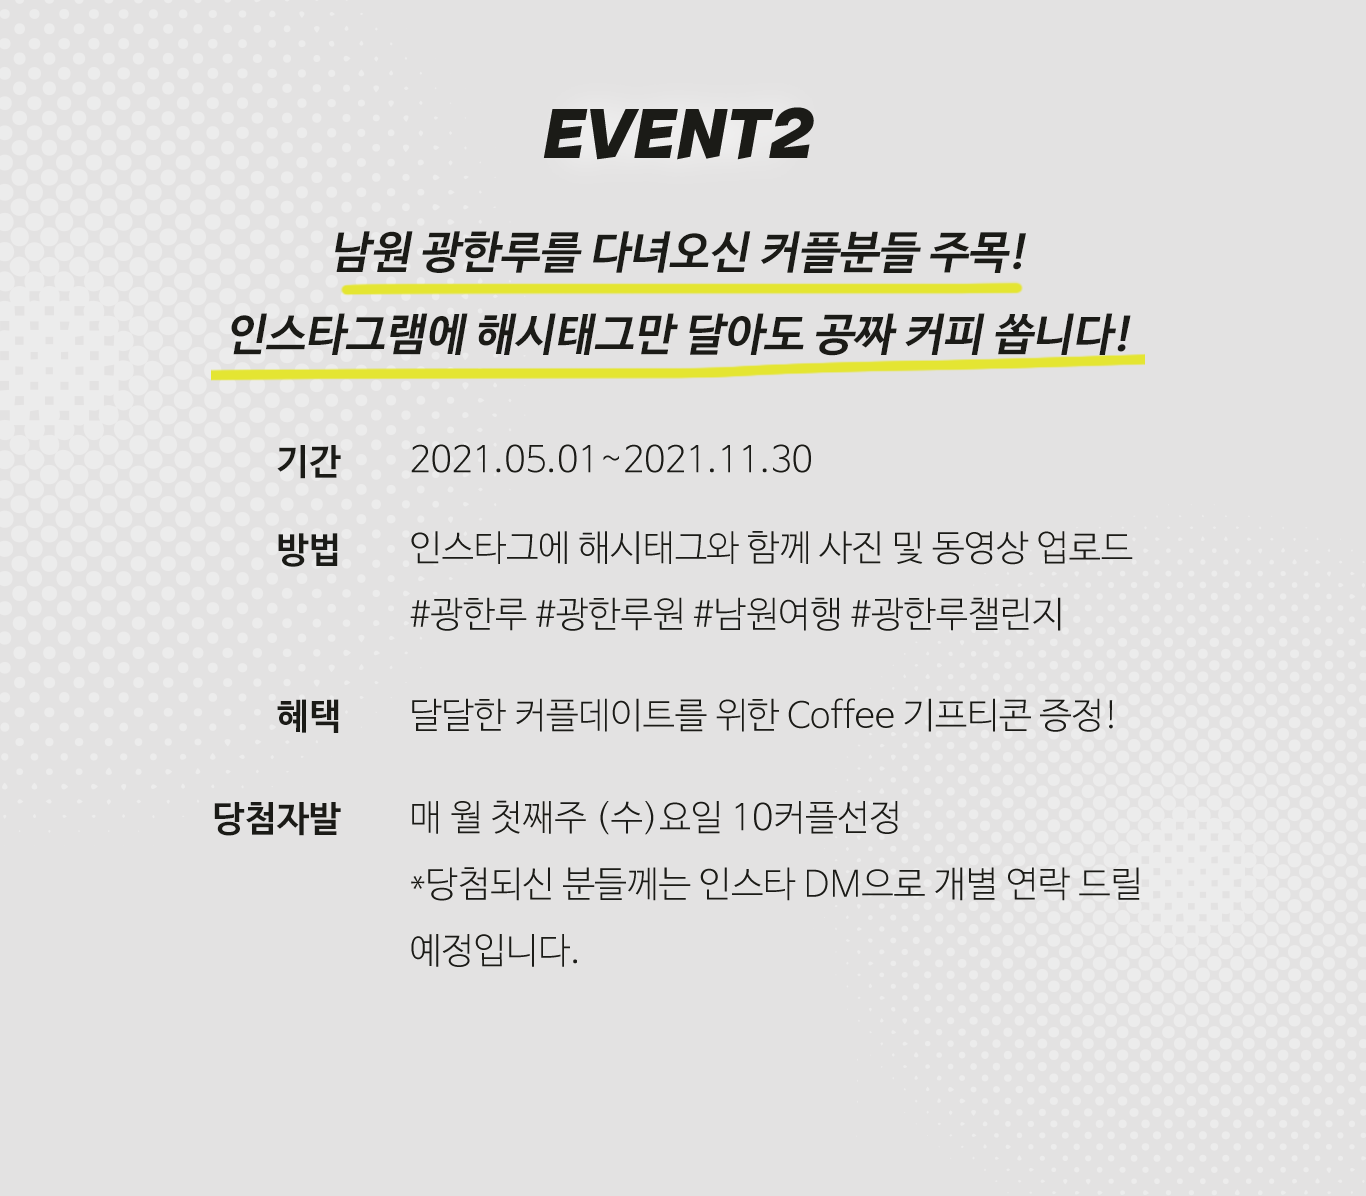 EVENT2
남원 광한루를 다녀오신 커플분들 주목!
인스타그램에 해시태그만 달아도 공짜 커피 쏩니다!
기간 2021.05.01~2021.11.30
방법 인스타그에 해시태그와 함께 사진 및 동영상 업로드
#광한루 #광한루원 #남원여행 #광한루챌린지
혜택 달달한 커플데이트를 위한 Coffee 기프티콘 증정!
당첨자발 매 월 첫째주 (수)요일 10커플선정
*당첨되신 분들께는 인스타 DM으로 개별 연락 드릴
예정입니다.